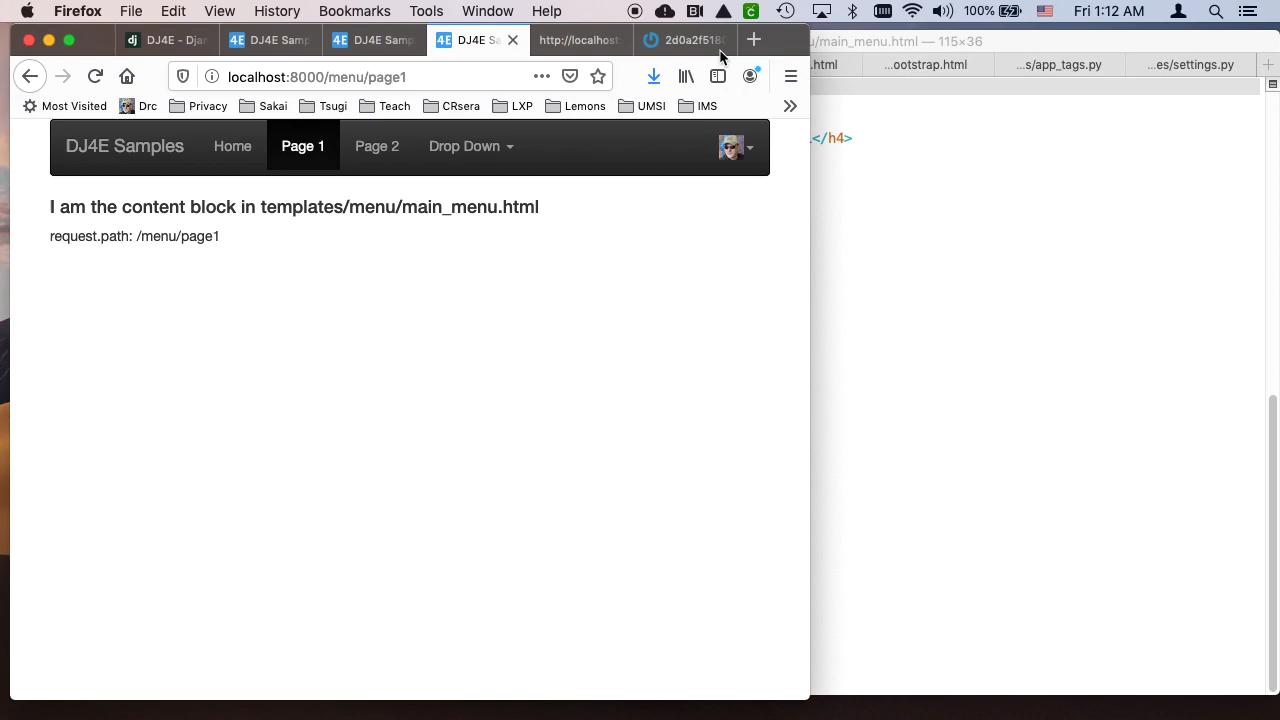 Firefox File Edit View History Bookmarks Tools Window Help 100% Fri 1:12 AM
DJ4E - Djan 4E DJ4E Samp 4E DJ4E Samp 4E DJ4E Sa http://localhost: 2d0a2f518
u/main_menu.html — 115×36
.html ...ootstrap.html ...s/app_tags.py ...es/settings.py
localhost:8000/menu/page1
Most Visited Drc Privacy Sakai Tsugi Teach CRsera LXP Lemons UMSI IMS
DJ4E Samples Home Page 1 Page 2 Drop Down
</h4>
I am the content block in templates/menu/main_menu.html
request.path: /menu/page1